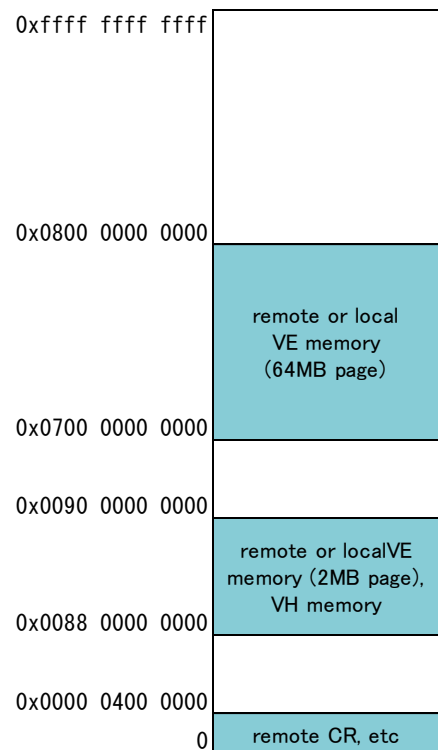 0xffff ffff ffff
0x0800 0000 0000
remote or local
VE memory
(64MB page)
0x0700 0000 0000
0x0090 0000 0000
remote or localVE
memory (2MB page),
VH memory
0x0088 0000 0000
0x0000 0400 0000
remote CR, etc
0